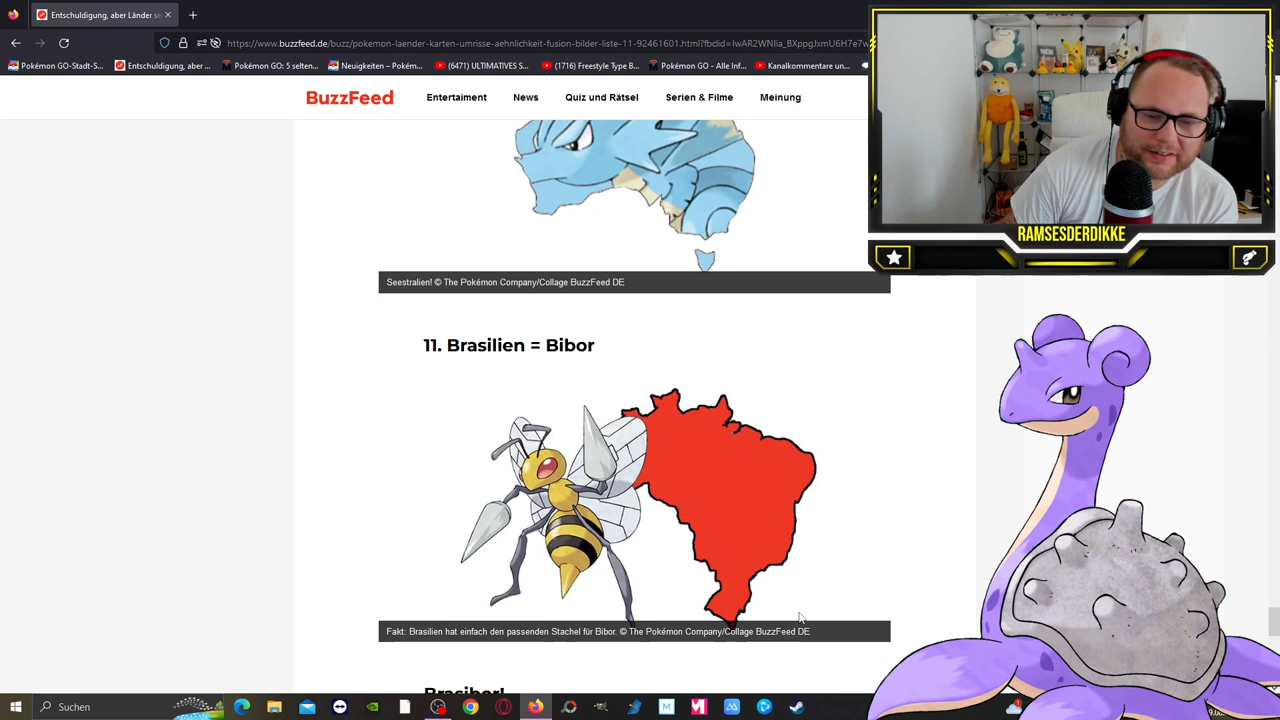 Entschuldigung, aber Länder se
https://www.buzzfeed.de/buzz/pokemon-laender-karten-umrisse-aehnlichkeit-fusion-bilder-liste-11-92461601.html?fbclid=IwAR2WNlia_BXppgJxmU6H7e7w
Pokémon GO-Stadt-S...
Entschuldigung, aber ...
Pokémon GO: 5 selten...
Neuigkeiten – Pokém...
(6471) ULTIMATIVES S...
(1716) Freestyle Type B...
Pokémon GO - Alle Inf...
Kanalkommentare un...
BuzzFeed
Entertaiment
News
Quiz und Rätsel
Serien & Filme
Meinung
RAMSESDERDIKKE
Seestralien! © The Pokémon Company/Collage BuzzFeed DE
11. Brasilien = Bibor
Fakt: Brasilien hat einfach den passenden Stachel für Bibor. © The Pokémon Company/Collage BuzzFeed DE
Brasibor!
Suchen